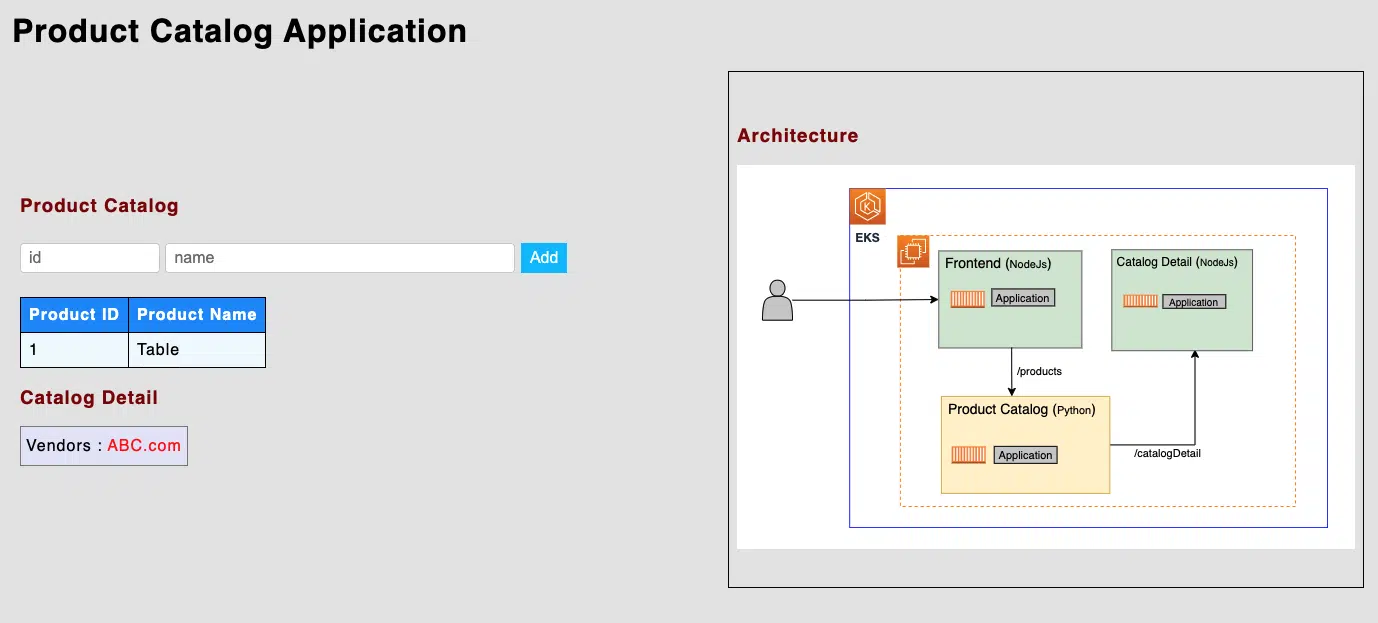 Product Catalog Application
Product Catalog
id
name
Add
Product ID
Product Name
1
Table
Catalog Detail
Vendors : ABC.com
Architecture
EKS
Frontend (NodeJs)
Application
Catalog Detail (NodeJs)
Application
/products
Product Catalog (Python)
Application
/catalogDetail